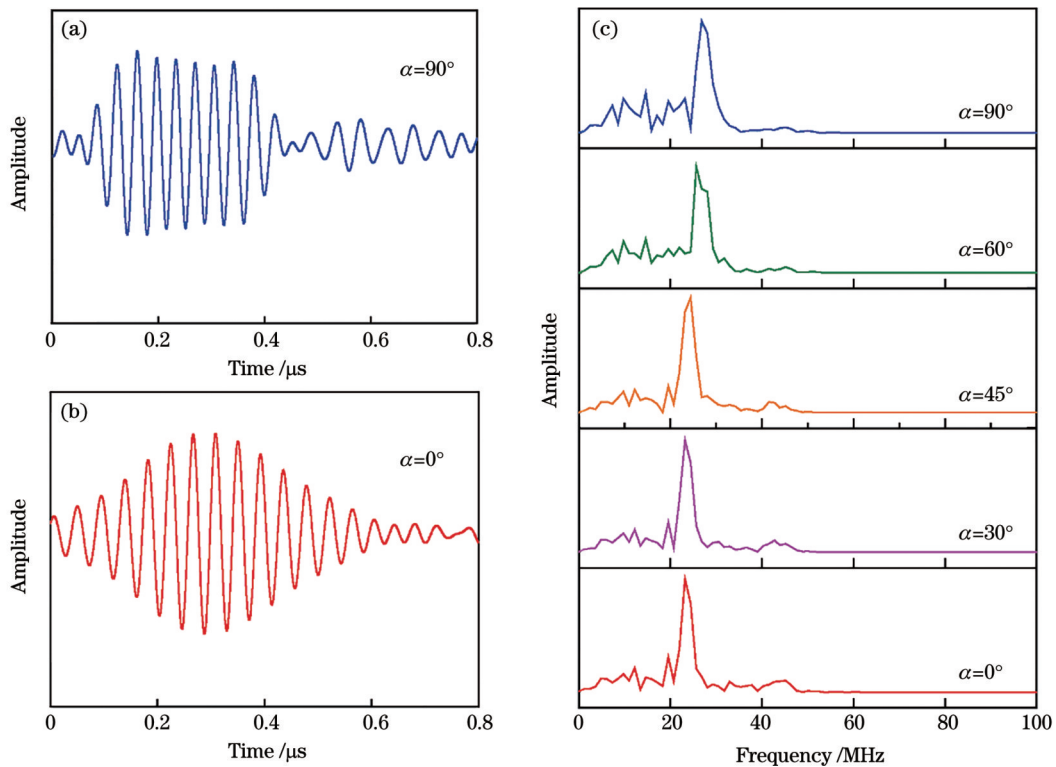 (a)
α=90°
Amplitude
0
0.2
0.4
0.6
0.8
Time /μs
(b)
α=0°
Amplitude
0
0.2
0.4
0.6
0.8
Time /μs
(c)
α=90°
α=60°
α=45°
α=30°
α=0°
Amplitude
0
20
40
60
80
100
Frequency /MHz